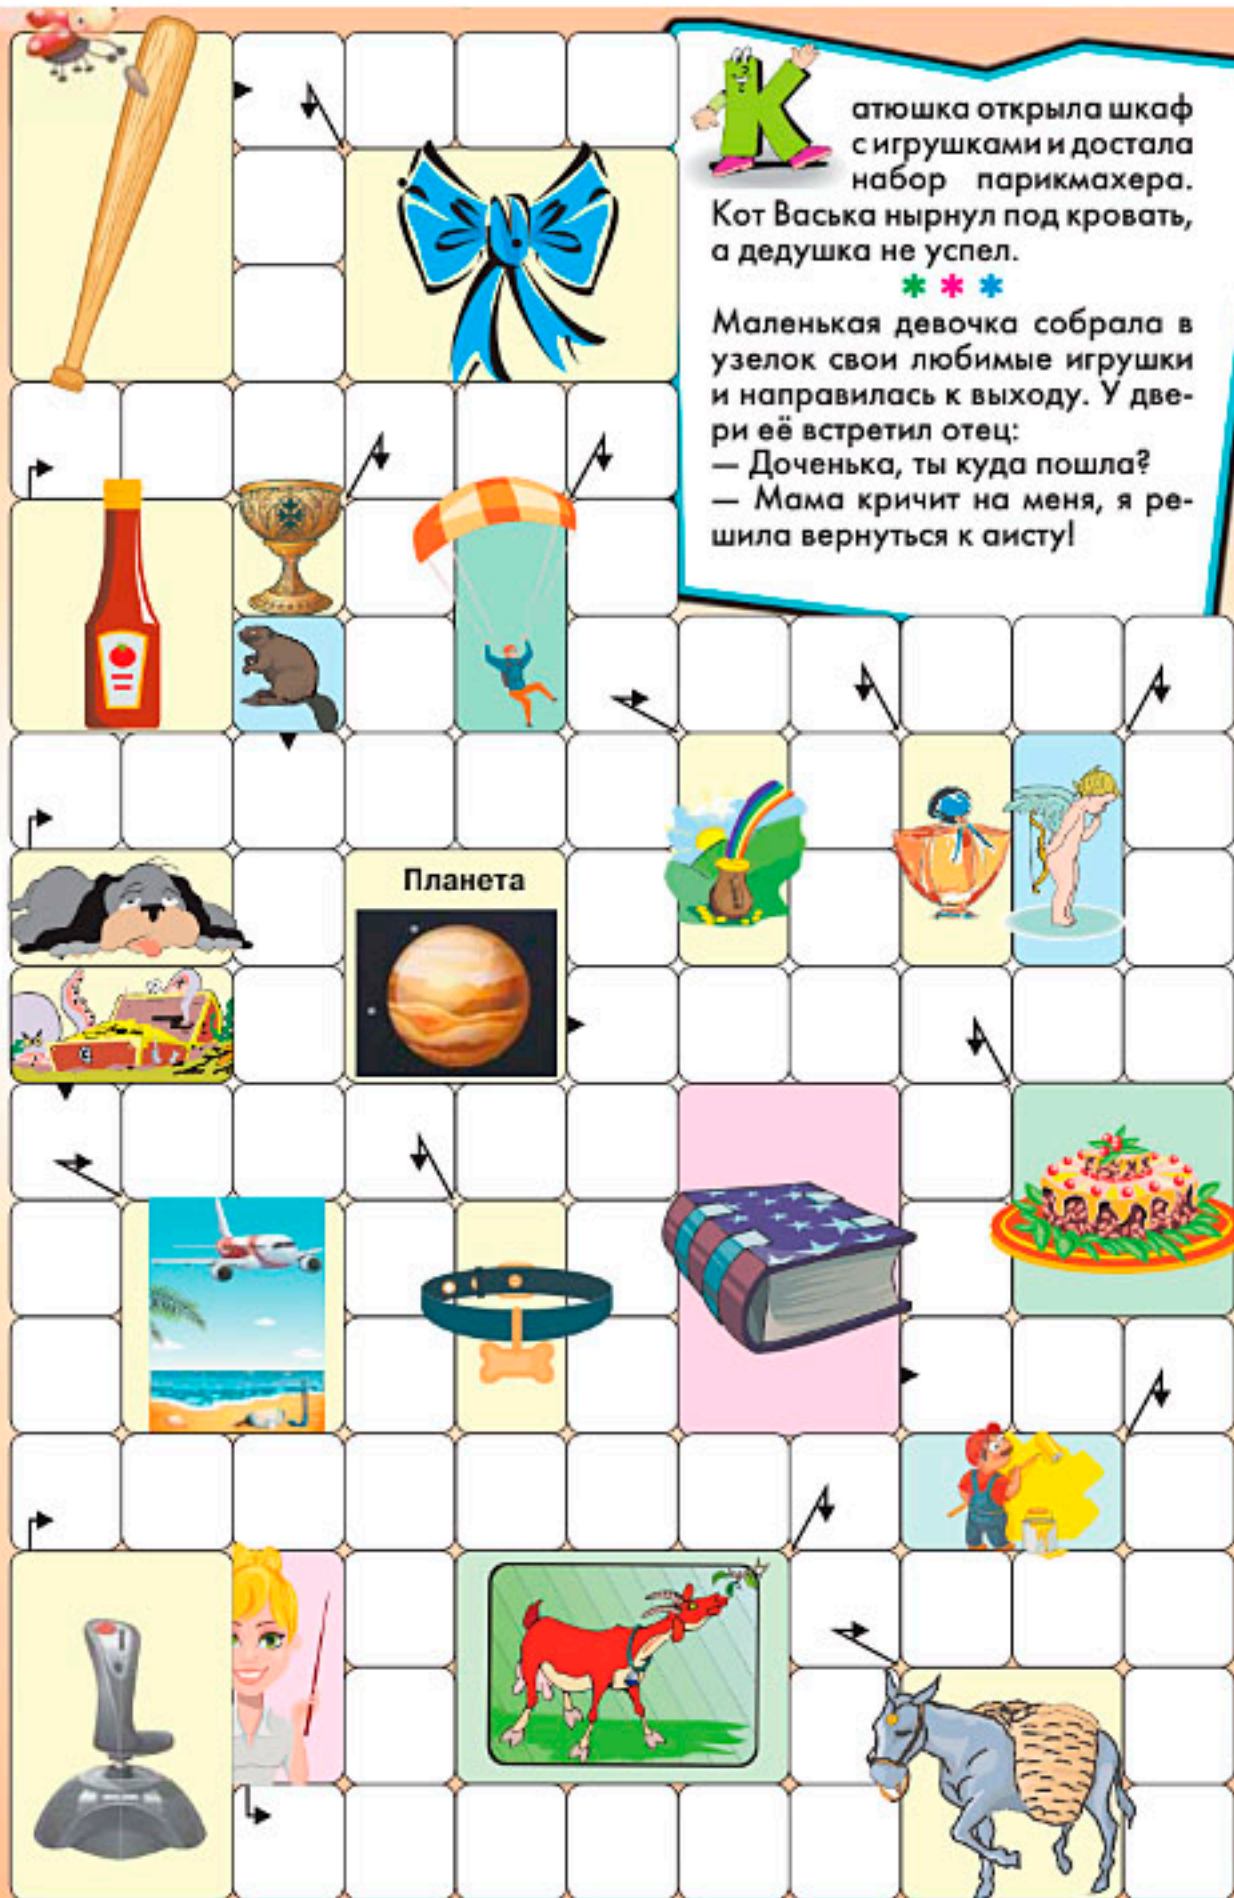 Катюшка открыла шкаф
с игрушками и достала
набор парикмахера.
Кот Васька нырнул под кровать,
а дедушка не успел.
* * *
Маленькая девочка собрала в
узелок свои любимые игрушки
и направилась к выходу. У две-
ри её встретил отец:
— Доченька, ты куда пошла?
— Мама кричит на меня, я ре-
шила вернуться к аисту!
Планета